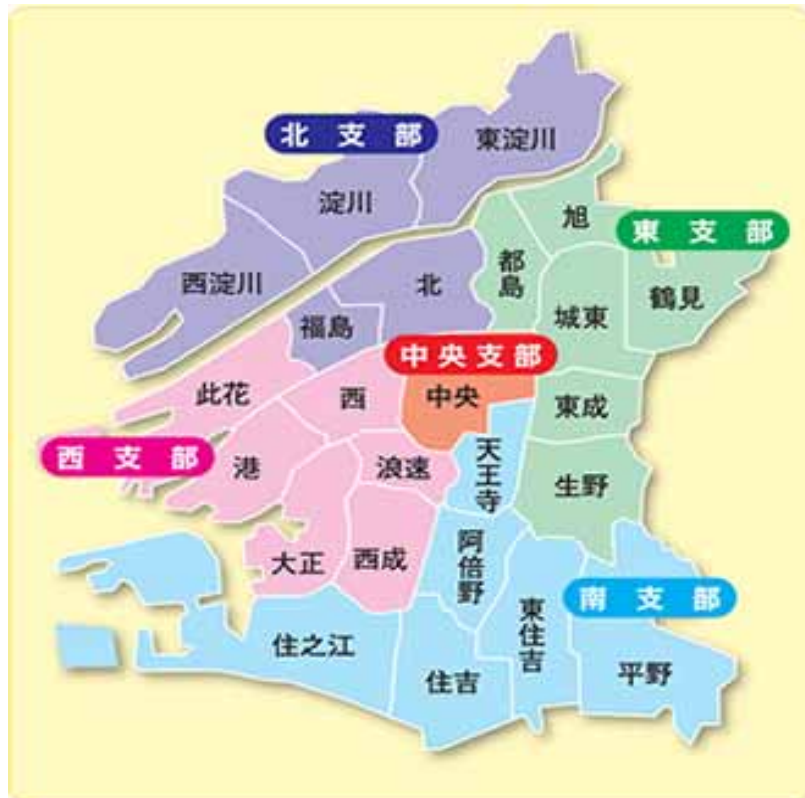 北支部
東淀川
淀川
旭
東支部
都島
西淀川
北
鶴見
城東
福島
中央支部
此花
西
中央
東成
西支部
港
浪速
天王寺
生野
阿倍野
大正
西成
南支部
東住吉
住之江
住吉
平野